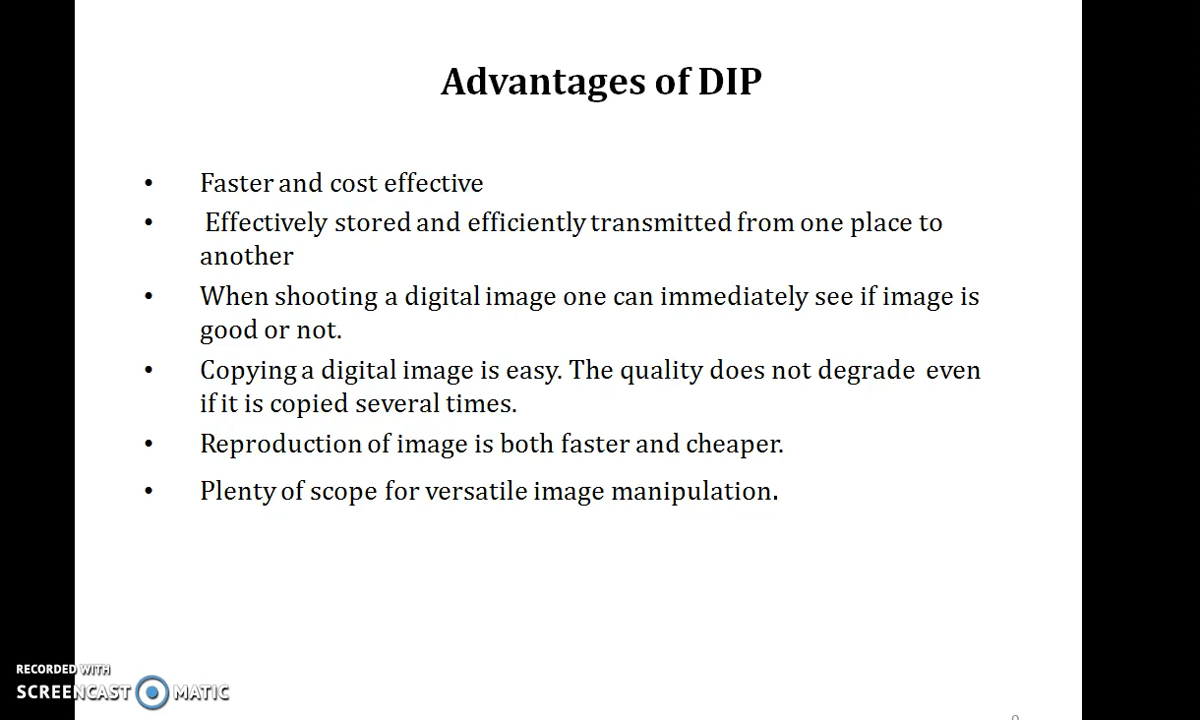 Advantages of DIP
• Faster and cost effective
• Effectively stored and efficiently transmitted from one place to
another
• When shooting a digital image one can immediately see if image is
good or not.
• Copying a digital image is easy. The quality does not degrade even
if it is copied several times.
• Reproduction of image is both faster and cheaper.
• Plenty of scope for versatile image manipulation.
RECORDED WITH
SCREENCAST MATIC